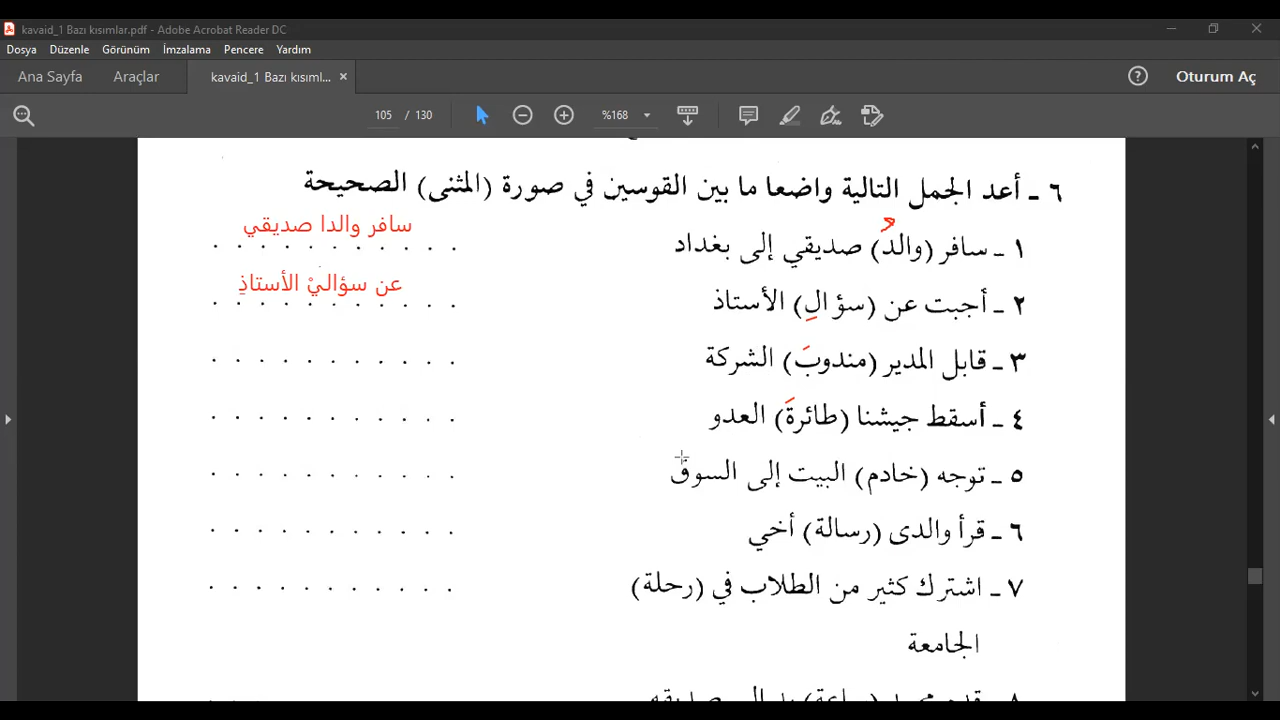 kavaid_1 Bazı kısımlar.pdf - Adobe Acrobat Reader DC
Dosya Düzenle Görünüm İmzalama Pencere Yardım
Ana Sayfa Araçlar kavaid_1 Bazı kısıml... × Oturum Aç
105 / 130 %168
٦ ـ أعد الجمل التالية واضعا ما بين القوسين في صورة (المثنى) الصحيحة
سافر والدا صديقي
١ ـ سافر (والدُ) صديقي إلى بغداد . . . . . . . . . . .
عن سؤاليْ الأستاذِ
٢ ـ أجبت عن (سؤالِ) الأستاذ . . . . . . . . . . .
٣ ـ قابل المدير (مندوبَ) الشركة . . . . . . . . . . .
٤ ـ أسقط جيشنا (طائرةَ) العدو . . . . . . . . . . .
٥ ـ توجه (خادم) البيت إلى السوق . . . . . . . . . . .
٦ ـ قرأ والدى (رسالة) أخي . . . . . . . . . . .
٧ ـ اشترك كثير من الطلاب في (رحلة) . . . . . . . . . . .
الجامعة